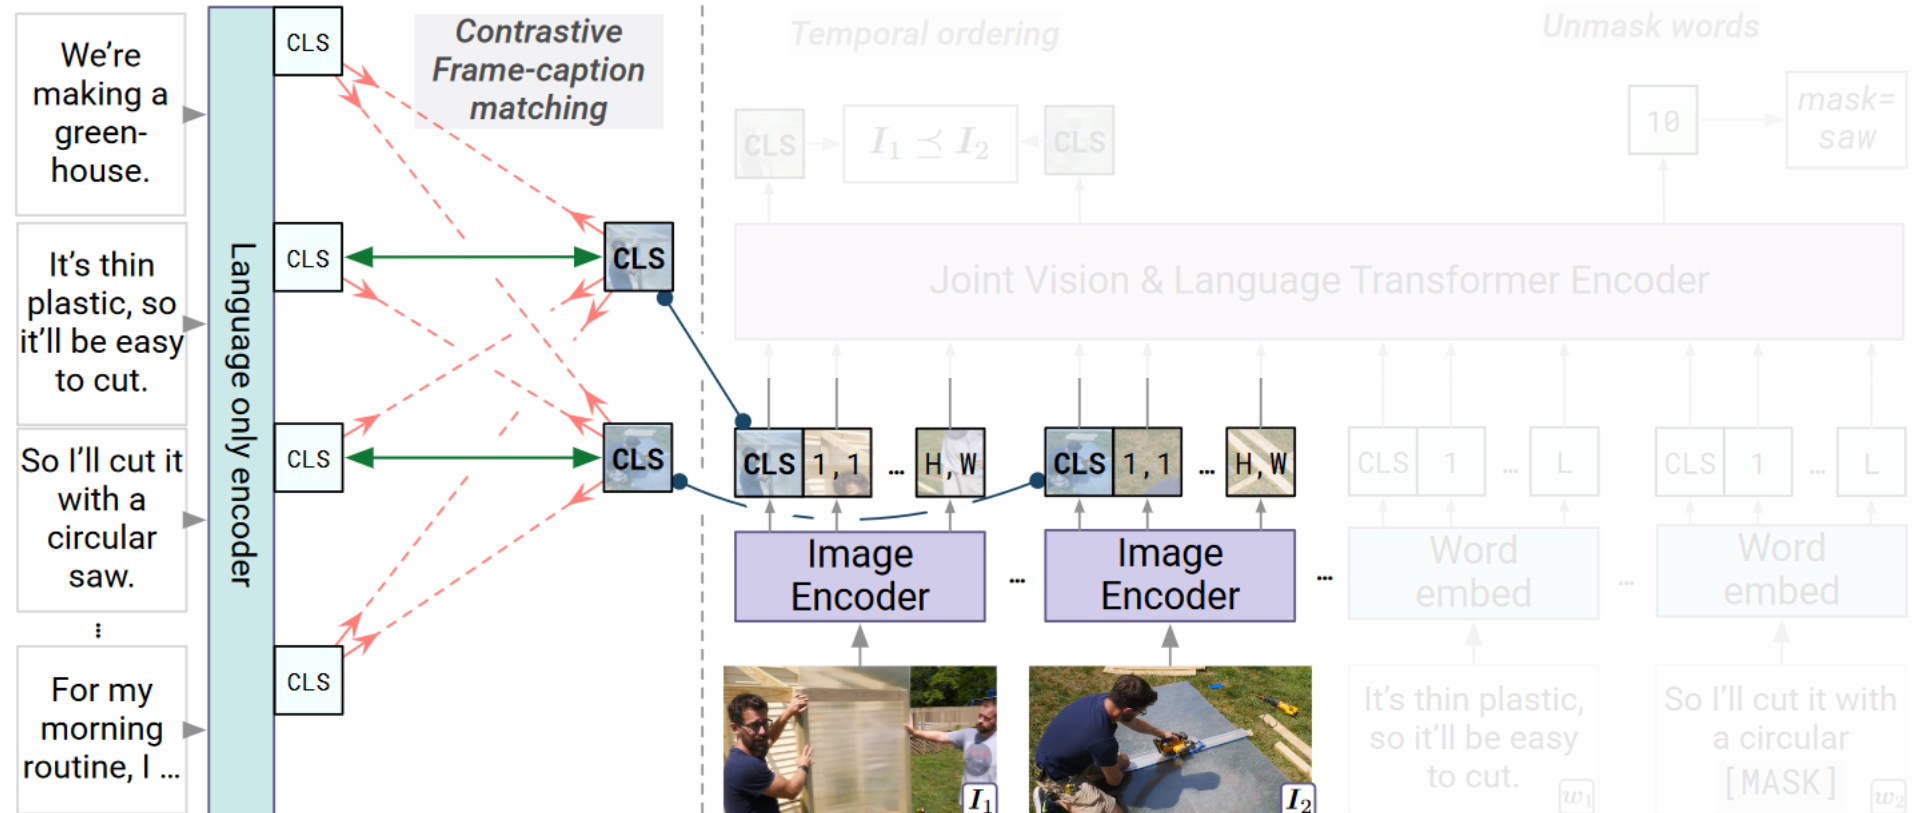 We're
making a
green-
house.
It's thin
plastic, so
it'll be easy
to cut.
So I'll cut it
with a
circular
saw.
...
For my
morning
routine, I ...
Language only encoder
CLS
CLS
CLS
CLS
Contrastive
Frame-caption
matching
CLS
CLS
Temporal ordering
Unmask words
CLS
I₁ ⪯ I₂
CLS
10
mask=
saw
Joint Vision & Language Transformer Encoder
CLS 1,1 ... H,W
CLS 1,1 ... H,W
CLS 1 ... L
CLS 1 ... L
Image
Encoder
...
Image
Encoder
...
Word
embed
...
Word
embed
I₁
I₂
It's thin plastic,
so it'll be easy
to cut.
w₁
So I'll cut it with
a circular
[MASK]
w₂